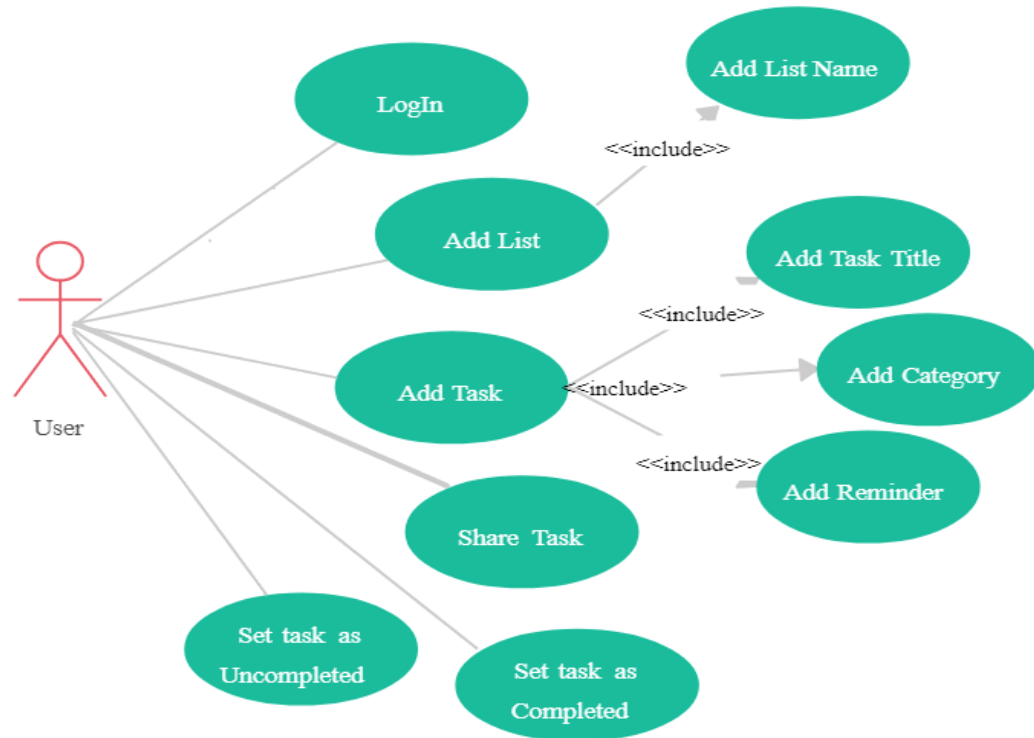 Add List Name
LogIn
<<include>>
Add List
Add Task Title
<<include>>
Add Category
Add Task
<<include>>
User
<<include>>
Add Reminder
Share Task
Set task as
Uncompleted
Set task as
Completed